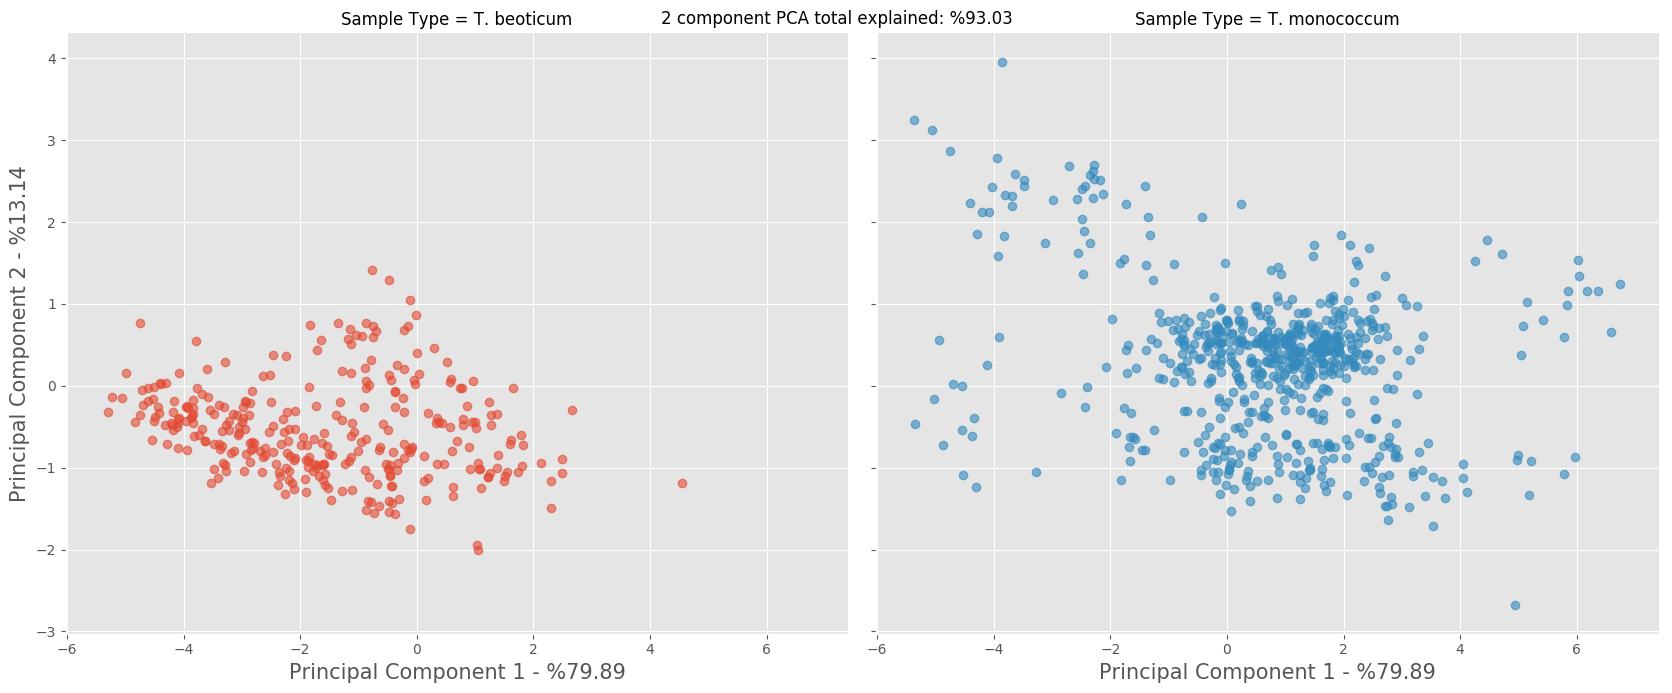 Sample Type = T. beoticum
2 component PCA total explained: %93.03
Sample Type = T. monococcum
4
3
2
1
0
−1
−2
−3
Principal Component 2 - %13.14
−6 −4 −2 0 2 4 6
−6 −4 −2 0 2 4 6
Principal Component 1 - %79.89
Principal Component 1 - %79.89